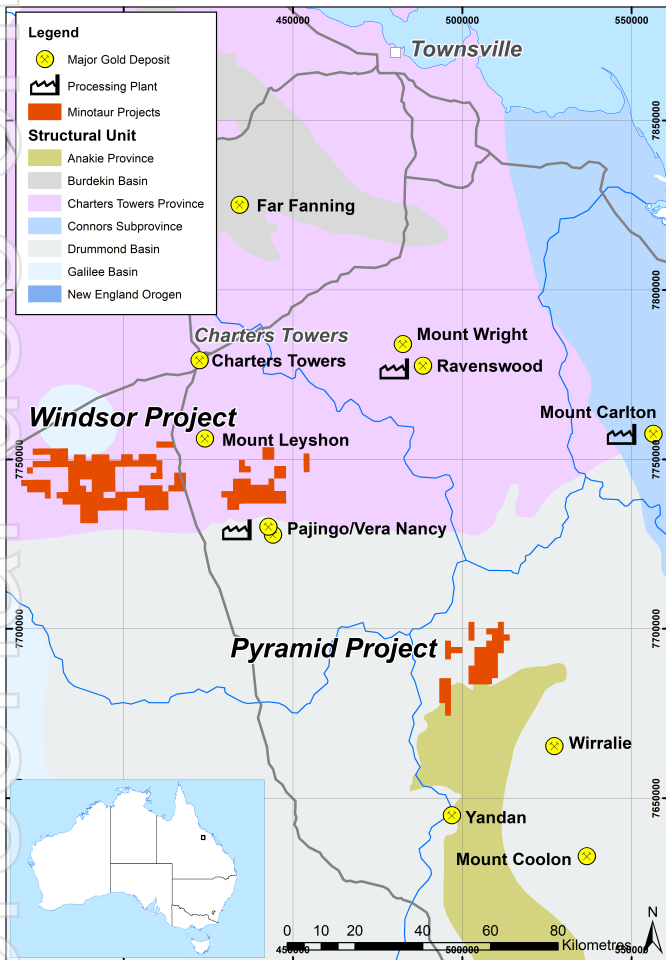 450000
500000
550000
Legend
Major Gold Deposit
Processing Plant
Minotaur Projects
Structural Unit
Anakie Province
Burdekin Basin
Charters Towers Province
Connors Subprovince
Drummond Basin
Galilee Basin
New England Orogen
Townsville
7850000
Far Fanning
7800000
Charters Towers
Charters Towers
Mount Wright
Ravenswood
Mount Carlton
Windsor Project
Mount Leyshon
7750000
7750000
Pajingo/Vera Nancy
7700000
7700000
Pyramid Project
Wirralie
7650000
Yandan
Mount Coolon
N
0 10 20 40 60 80
Kilometres
450000
500000
550000